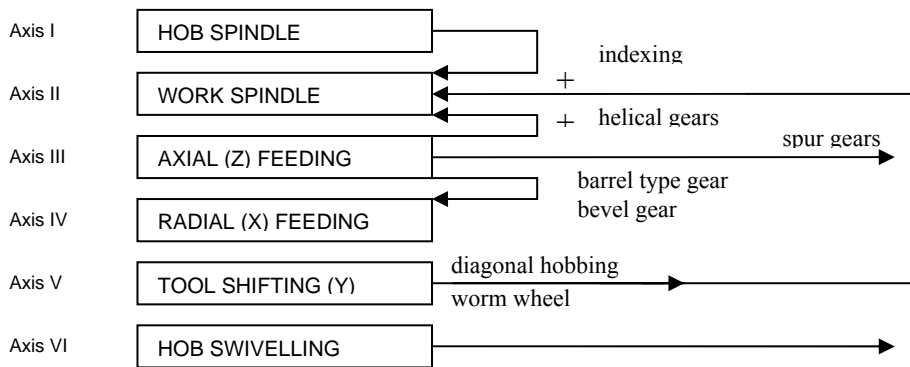 Axis I
HOB SPINDLE
indexing
+
Axis II
WORK SPINDLE
+
helical gears
spur gears
Axis III
AXIAL (Z) FEEDING
barrel type gear
bevel gear
Axis IV
RADIAL (X) FEEDING
diagonal hobbing
Axis V
TOOL SHIFTING (Y)
worm wheel
Axis VI
HOB SWIVELLING